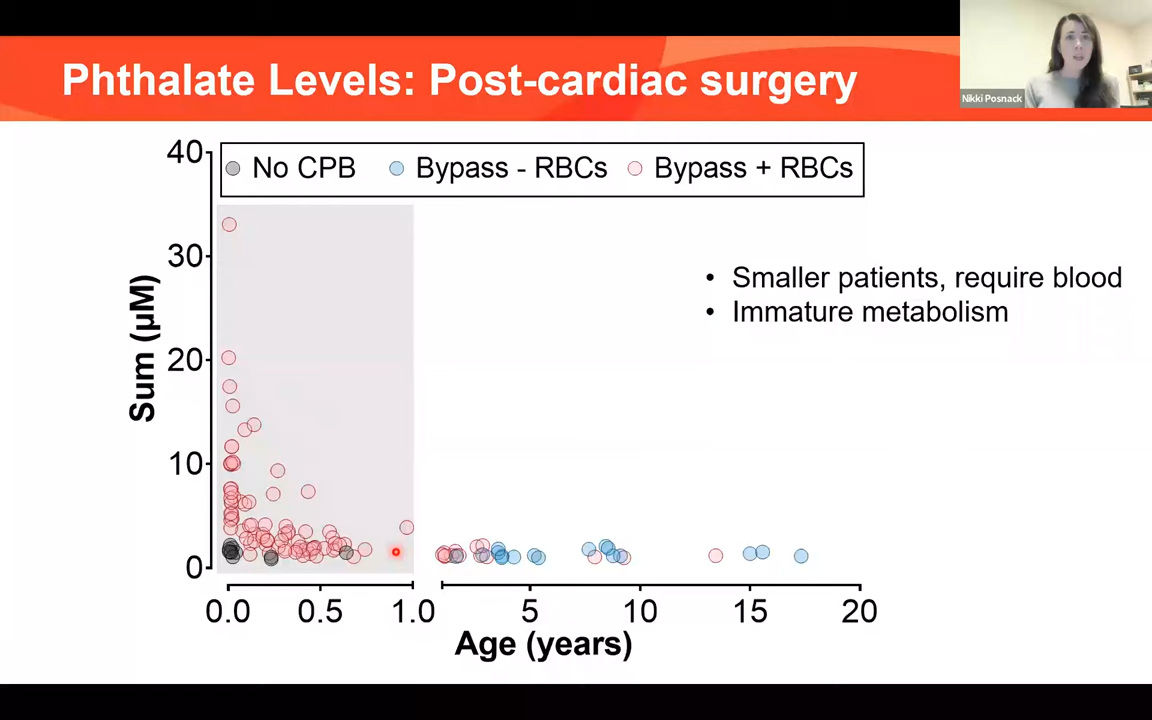 Phthalate Levels: Post-cardiac surgery
Nikki Posnack
No CPB
Bypass - RBCs
Bypass + RBCs
40
30
20
10
0
Sum (µM)
• Smaller patients, require blood
• Immature metabolism
0.0 0.5 1.0 5 10 15 20
Age (years)